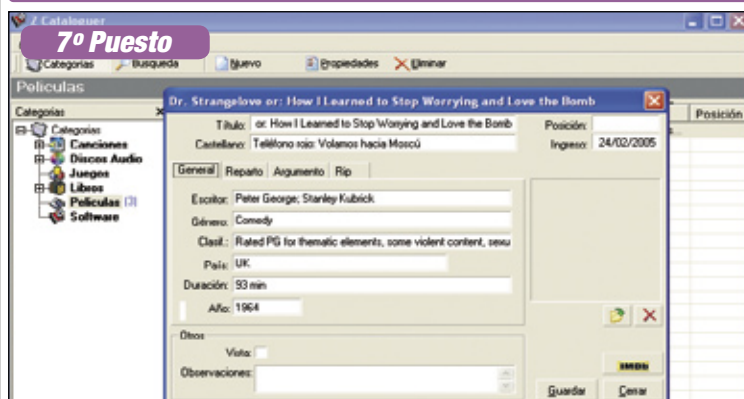 Z Cataloguer
7º Puesto
Categorias Busqueda Nuevo Propiedades Eliminar
Peliculas
Categorias
Categorias
Canciones
Discos Audio
Juegos
Libros
Peliculas (3)
Software
Posición
Dr. Strangelove or: How I Learned to Stop Worrying and Love the Bomb
Título: or: How I Learned to Stop Worrying and Love the Bomb
Posición:
Castellano: Teléfono rojo: Volamos hacia Moscú
Ingreso: 24/02/2005
General Reparto Argumento Rip
Escritor: Peter George; Stanley Kubrick
Género: Comedy
Clasif.: Rated PG for thematic elements, some violent content, sexu
País: UK
Duración: 93 min
Año: 1964
Otros
Vista:
Observaciones:
IMDb
Guardar Cerrar